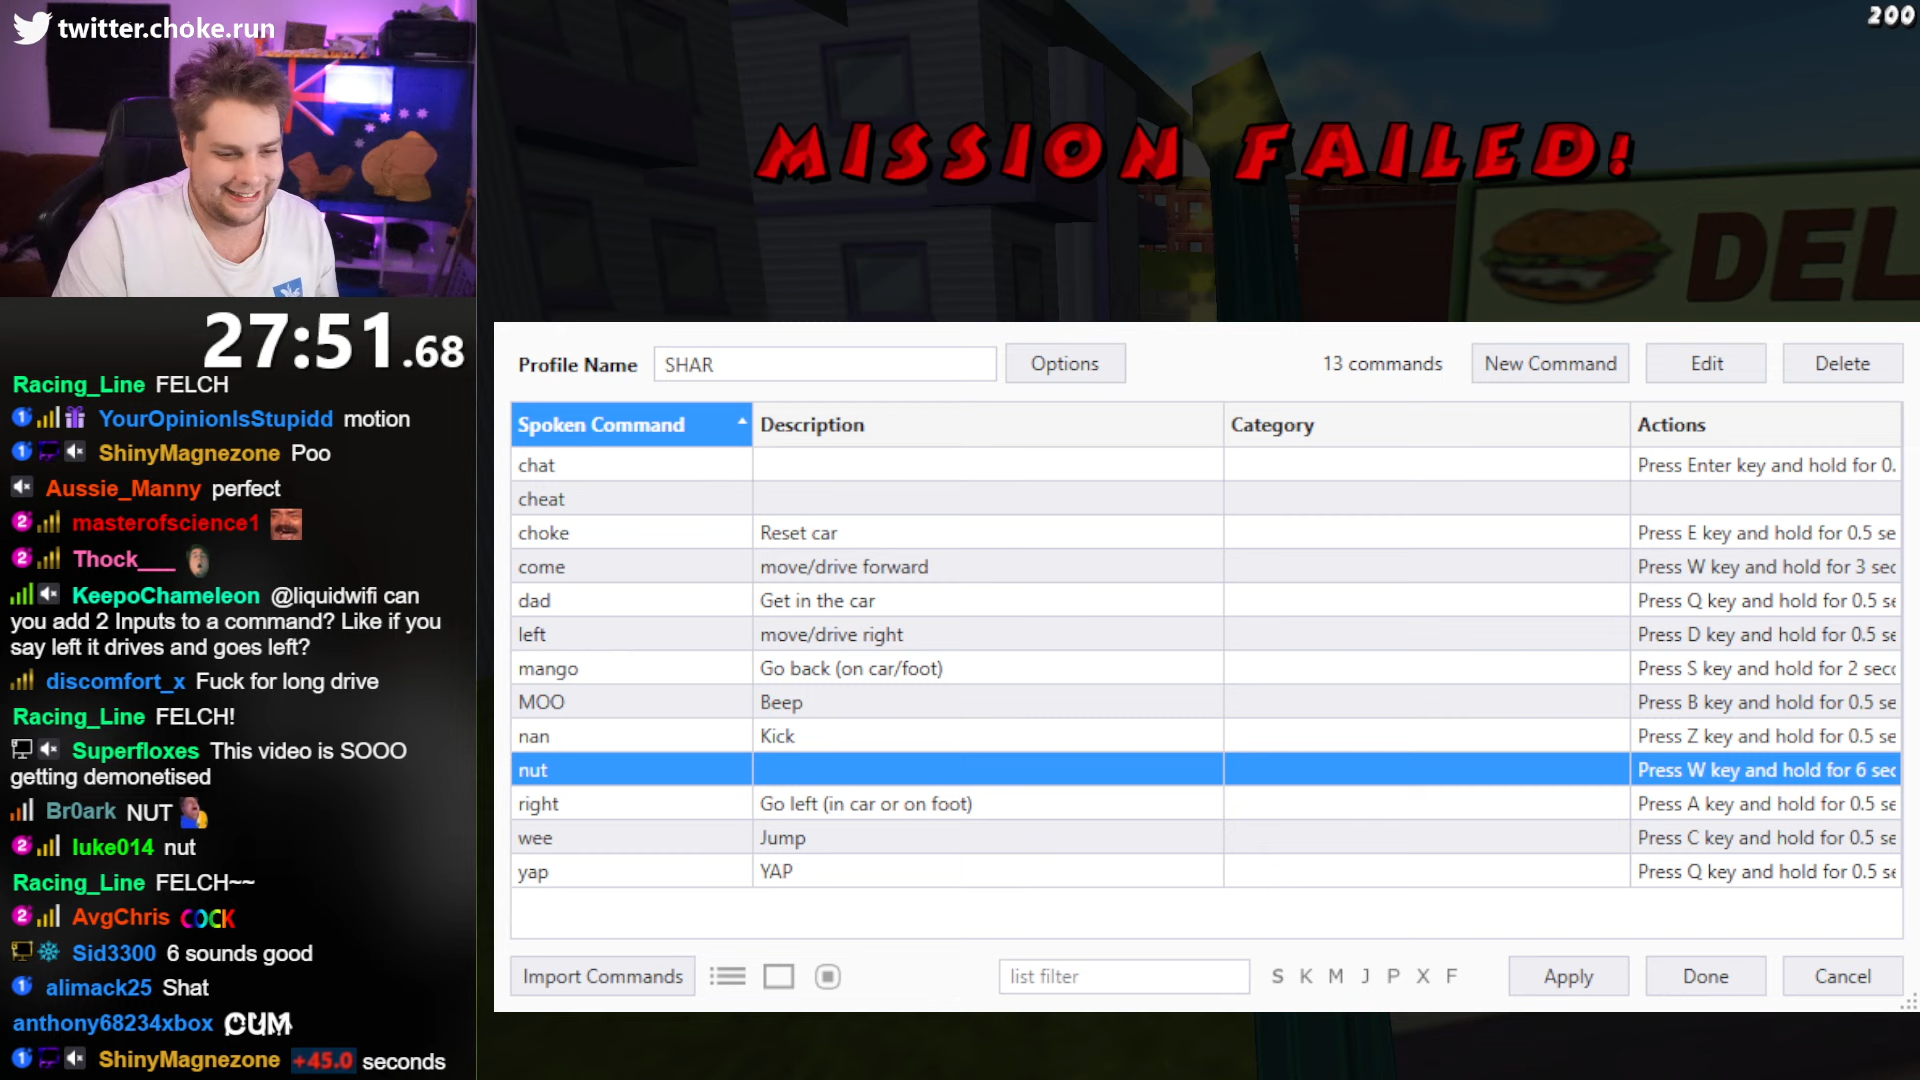 twitter.choke.run
200
MISSION FAILED!
DEL
27:51.68
Racing_Line FELCH
YourOpinionIsStupidd motion
ShinyMagnezone Poo
Aussie_Manny perfect
masterofscience1
Thock___
KeepoChameleon @liquidwifi can
you add 2 Inputs to a command? Like if you
say left it drives and goes left?
discomfort_x Fuck for long drive
Racing_Line FELCH!
Superfloxes This video is SOOO
getting demonetised
Br0ark NUT
luke014 nut
Racing_Line FELCH~~
AvgChris COCK
Sid3300 6 sounds good
alimack25 Shat
anthony68234xbox CUM
ShinyMagnezone +45.0 seconds
Profile Name SHAR Options 13 commands New Command Edit Delete
Spoken Command Description Category Actions
chat Press Enter key and hold for 0.
cheat
choke Reset car Press E key and hold for 0.5 se
come move/drive forward Press W key and hold for 3 sec
dad Get in the car Press Q key and hold for 0.5 se
left move/drive right Press D key and hold for 0.5 se
mango Go back (on car/foot) Press S key and hold for 2 seco
MOO Beep Press B key and hold for 0.5 se
nan Kick Press Z key and hold for 0.5 se
nut Press W key and hold for 6 sec
right Go left (in car or on foot) Press A key and hold for 0.5 se
wee Jump Press C key and hold for 0.5 se
yap YAP Press Q key and hold for 0.5 se
Import Commands list filter S K M J P X F Apply Done Cancel